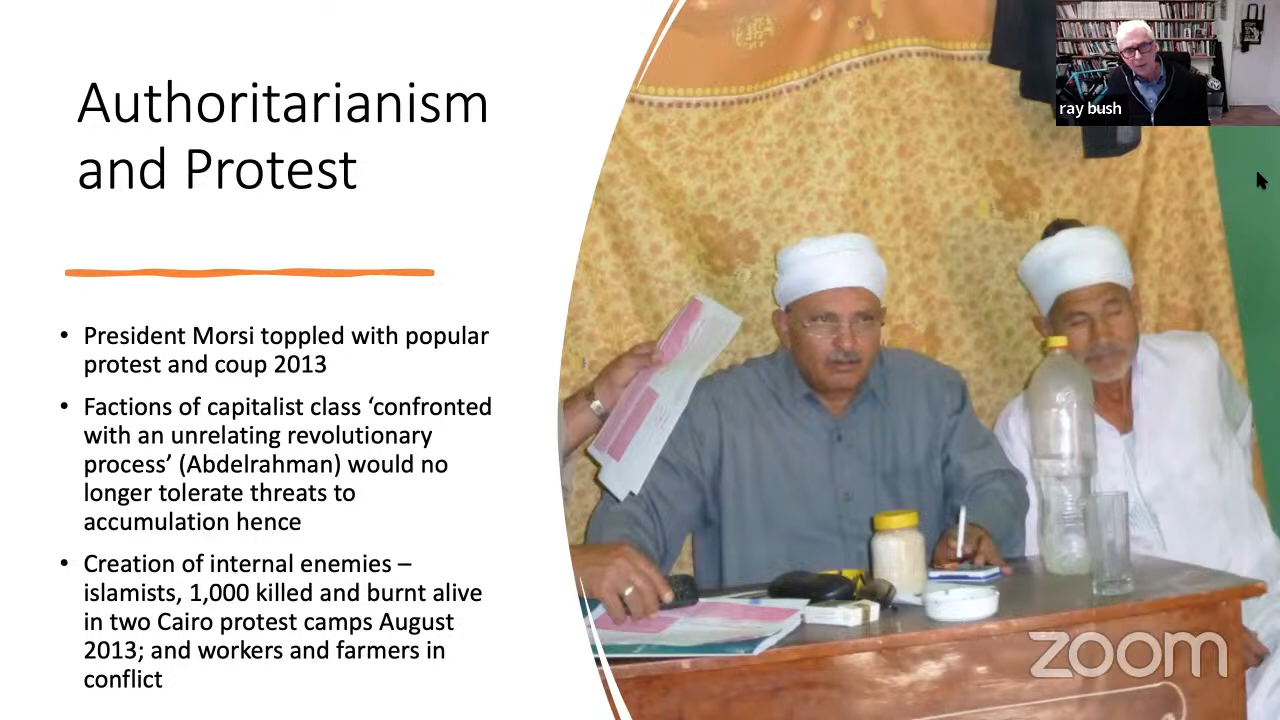 Authoritarianism
and Protest
• President Morsi toppled with popular
protest and coup 2013
• Factions of capitalist class ‘confronted
with an unrelating revolutionary
process’ (Abdelrahman) would no
longer tolerate threats to
accumulation hence
• Creation of internal enemies –
islamists, 1,000 killed and burnt alive
in two Cairo protest camps August
2013; and workers and farmers in
conflict
ray bush
zoom